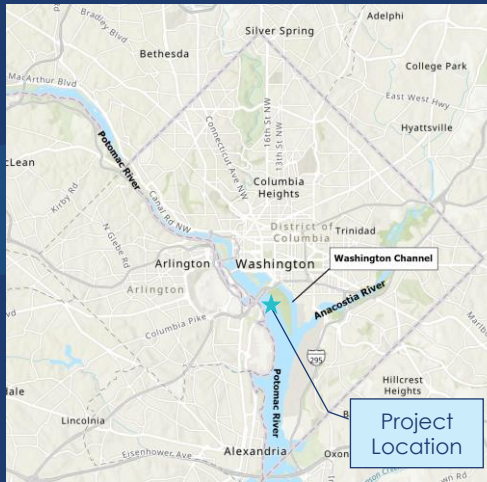 Adelphi
Bradley Blvd
Silver Spring
Bethesda
College Park
MacArthur Blvd
East West Hwy
16th St NW
13th St NW
Connecticut Ave NW
Hyattsville
Potomac River
cLean
Kirby Rd
Columbia
Heights
Canal Rd NW
District of
Columbia
Trinidad
N Glebe Rd
Arlington
Washington
Washington Channel
Arlington
Anacostia River
Columbia Pike
295
Potomac River
Hillcrest
Heights
dale
Lincolnia
Project
Location
Eisenhower Ave
Alexandria
Oxon